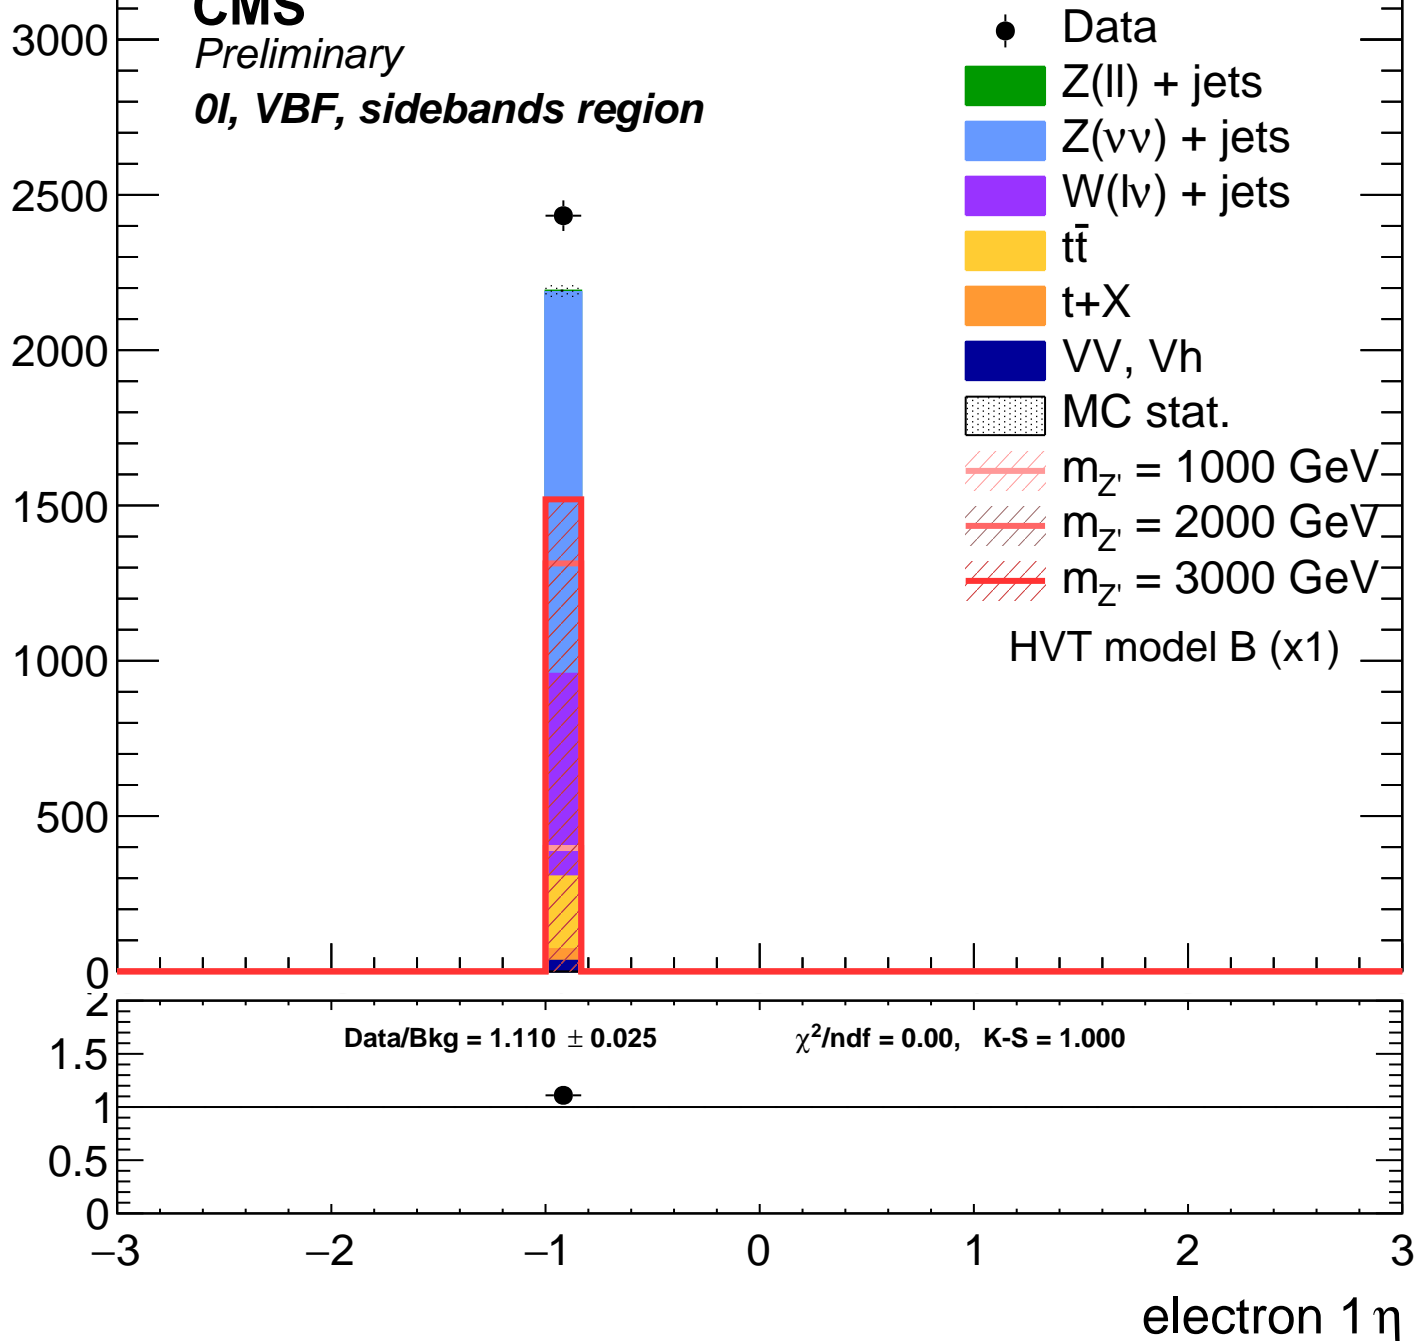 CMS
Preliminary
0l, VBF, sidebands region
Data
Z(ll) + jets
Z(νν) + jets
W(lν) + jets
tt̄
t+X
VV, Vh
MC stat.
m_Z' = 1000 GeV
m_Z' = 2000 GeV
m_Z' = 3000 GeV
HVT model B (x1)
3000
2500
2000
1500
1000
500
0
Data/Bkg = 1.110 ± 0.025
χ²/ndf = 0.00, K-S = 1.000
2
1.5
1
0.5
0
−3 −2 −1 0 1 2 3
electron 1 η